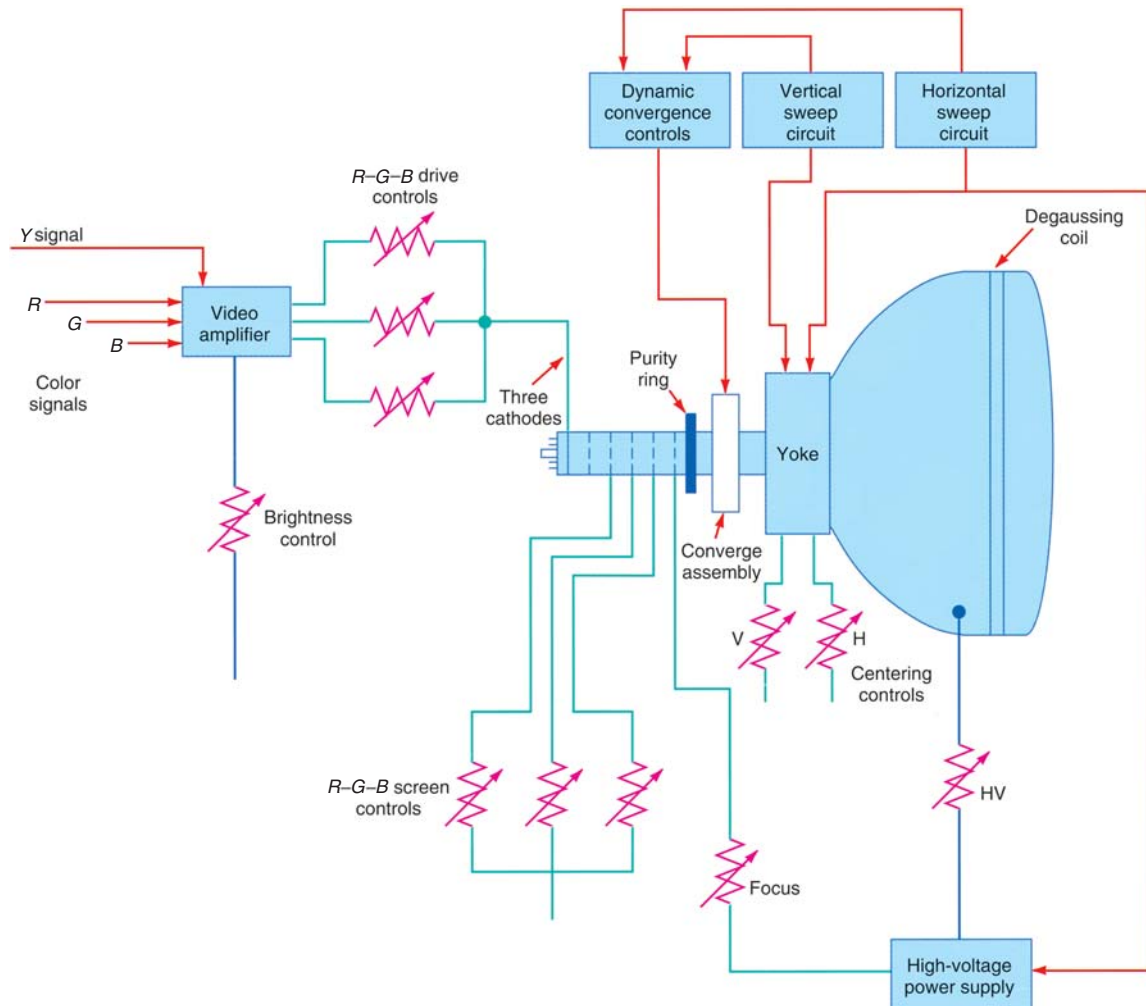 Dynamic
convergence
controls
Vertical
sweep
circuit
Horizontal
sweep
circuit
R–G–B drive
controls
Degaussing
coil
Y signal
R
G
B
Video
amplifier
Color
signals
Three
cathodes
Purity
ring
Yoke
Brightness
control
Converge
assembly
V
H
Centering
controls
R–G–B screen
controls
HV
Focus
High-voltage
power supply